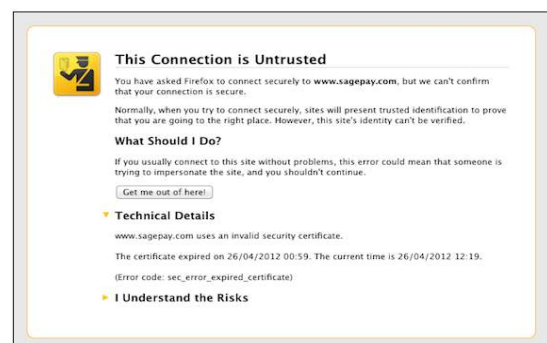 This Connection is Untrusted
You have asked Firefox to connect securely to www.sagepay.com, but we can't confirm
that your connection is secure.
Normally, when you try to connect securely, sites will present trusted identification to prove
that you are going to the right place. However, this site's identity can't be verified.
What Should I Do?
If you usually connect to this site without problems, this error could mean that someone is
trying to impersonate the site, and you shouldn't continue.
Get me out of here!
Technical Details
www.sagepay.com uses an invalid security certificate.
The certificate expired on 26/04/2012 00:59. The current time is 26/04/2012 12:19.
(Error code: sec_error_expired_certificate)
I Understand the Risks